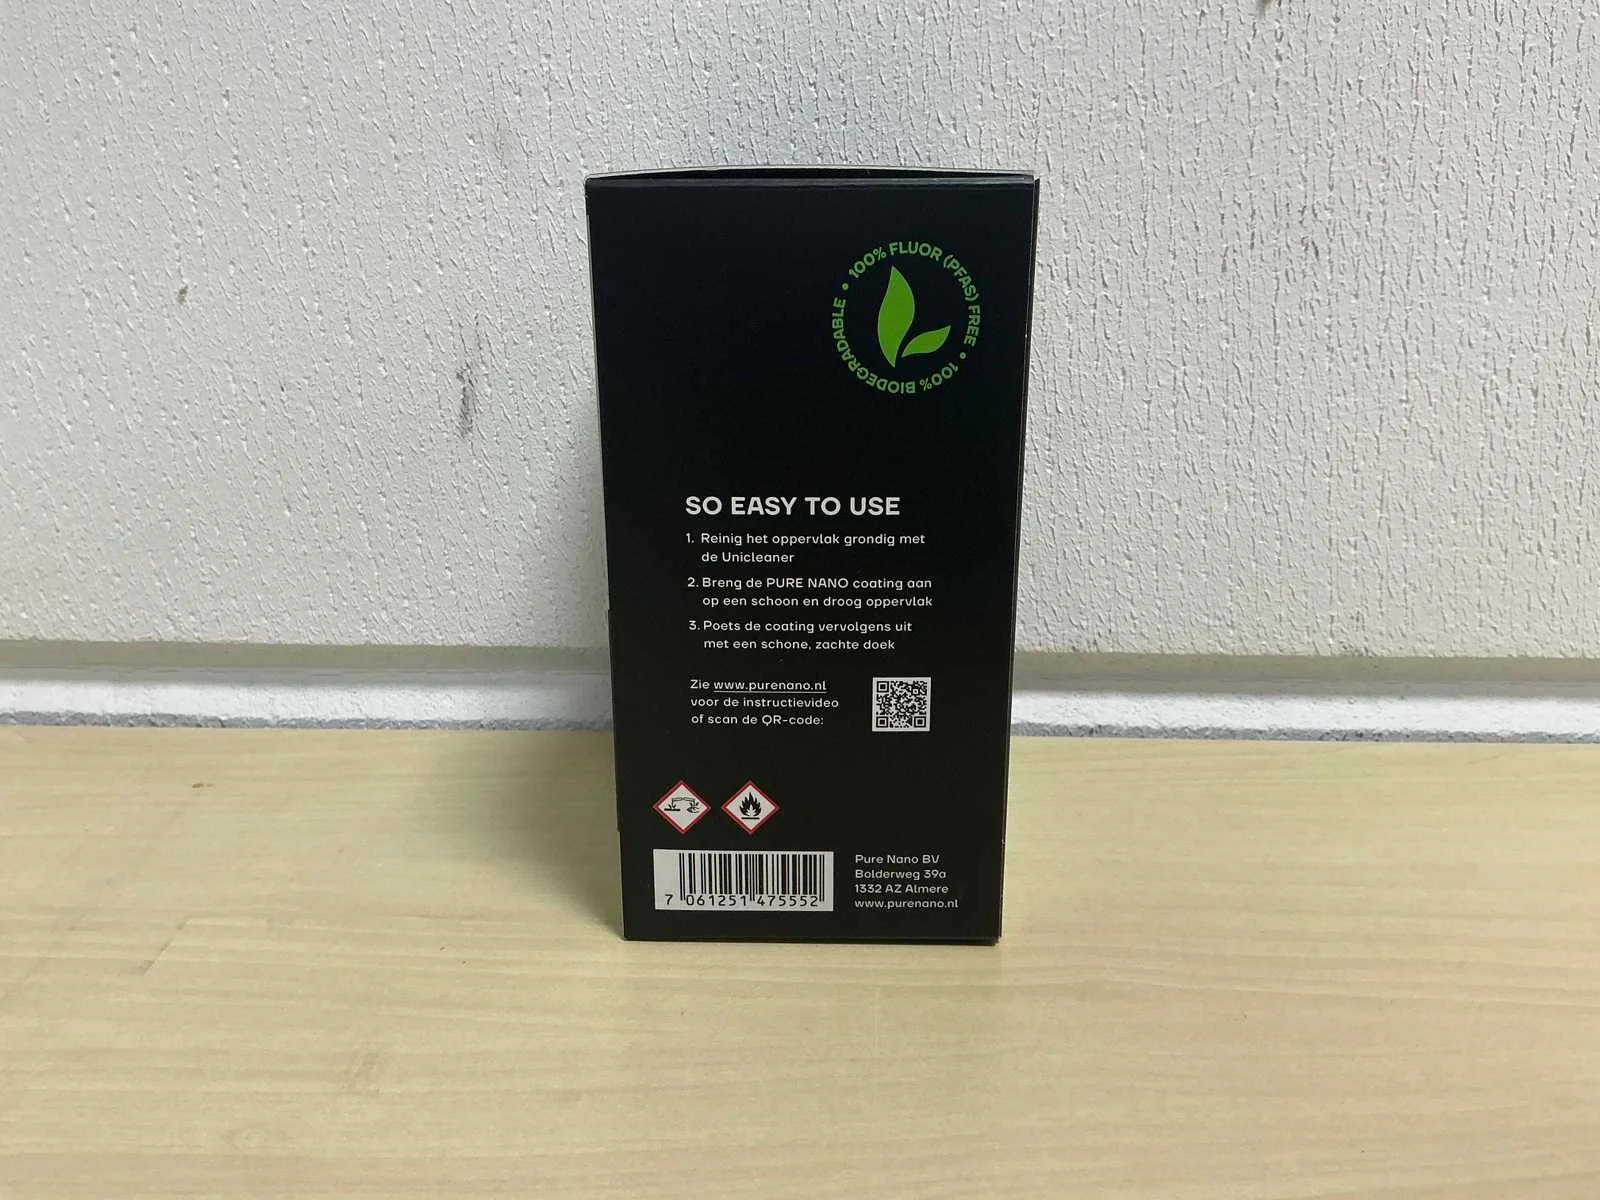 100% FLUOR (PFAS) FREE • 100% BIODEGRADABLE •
SO EASY TO USE
1. Reinig het oppervlak grondig met
de Unicleaner
2. Breng de PURE NANO coating aan
op een schoon en droog oppervlak
3. Poets de coating vervolgens uit
met een schone, zachte doek
Zie www.purenano.nl
voor de instructievideo
of scan de QR-code:
7 061251 475552
Pure Nano BV
Bolderweg 39a
1332 AZ Almere
www.purenano.nl